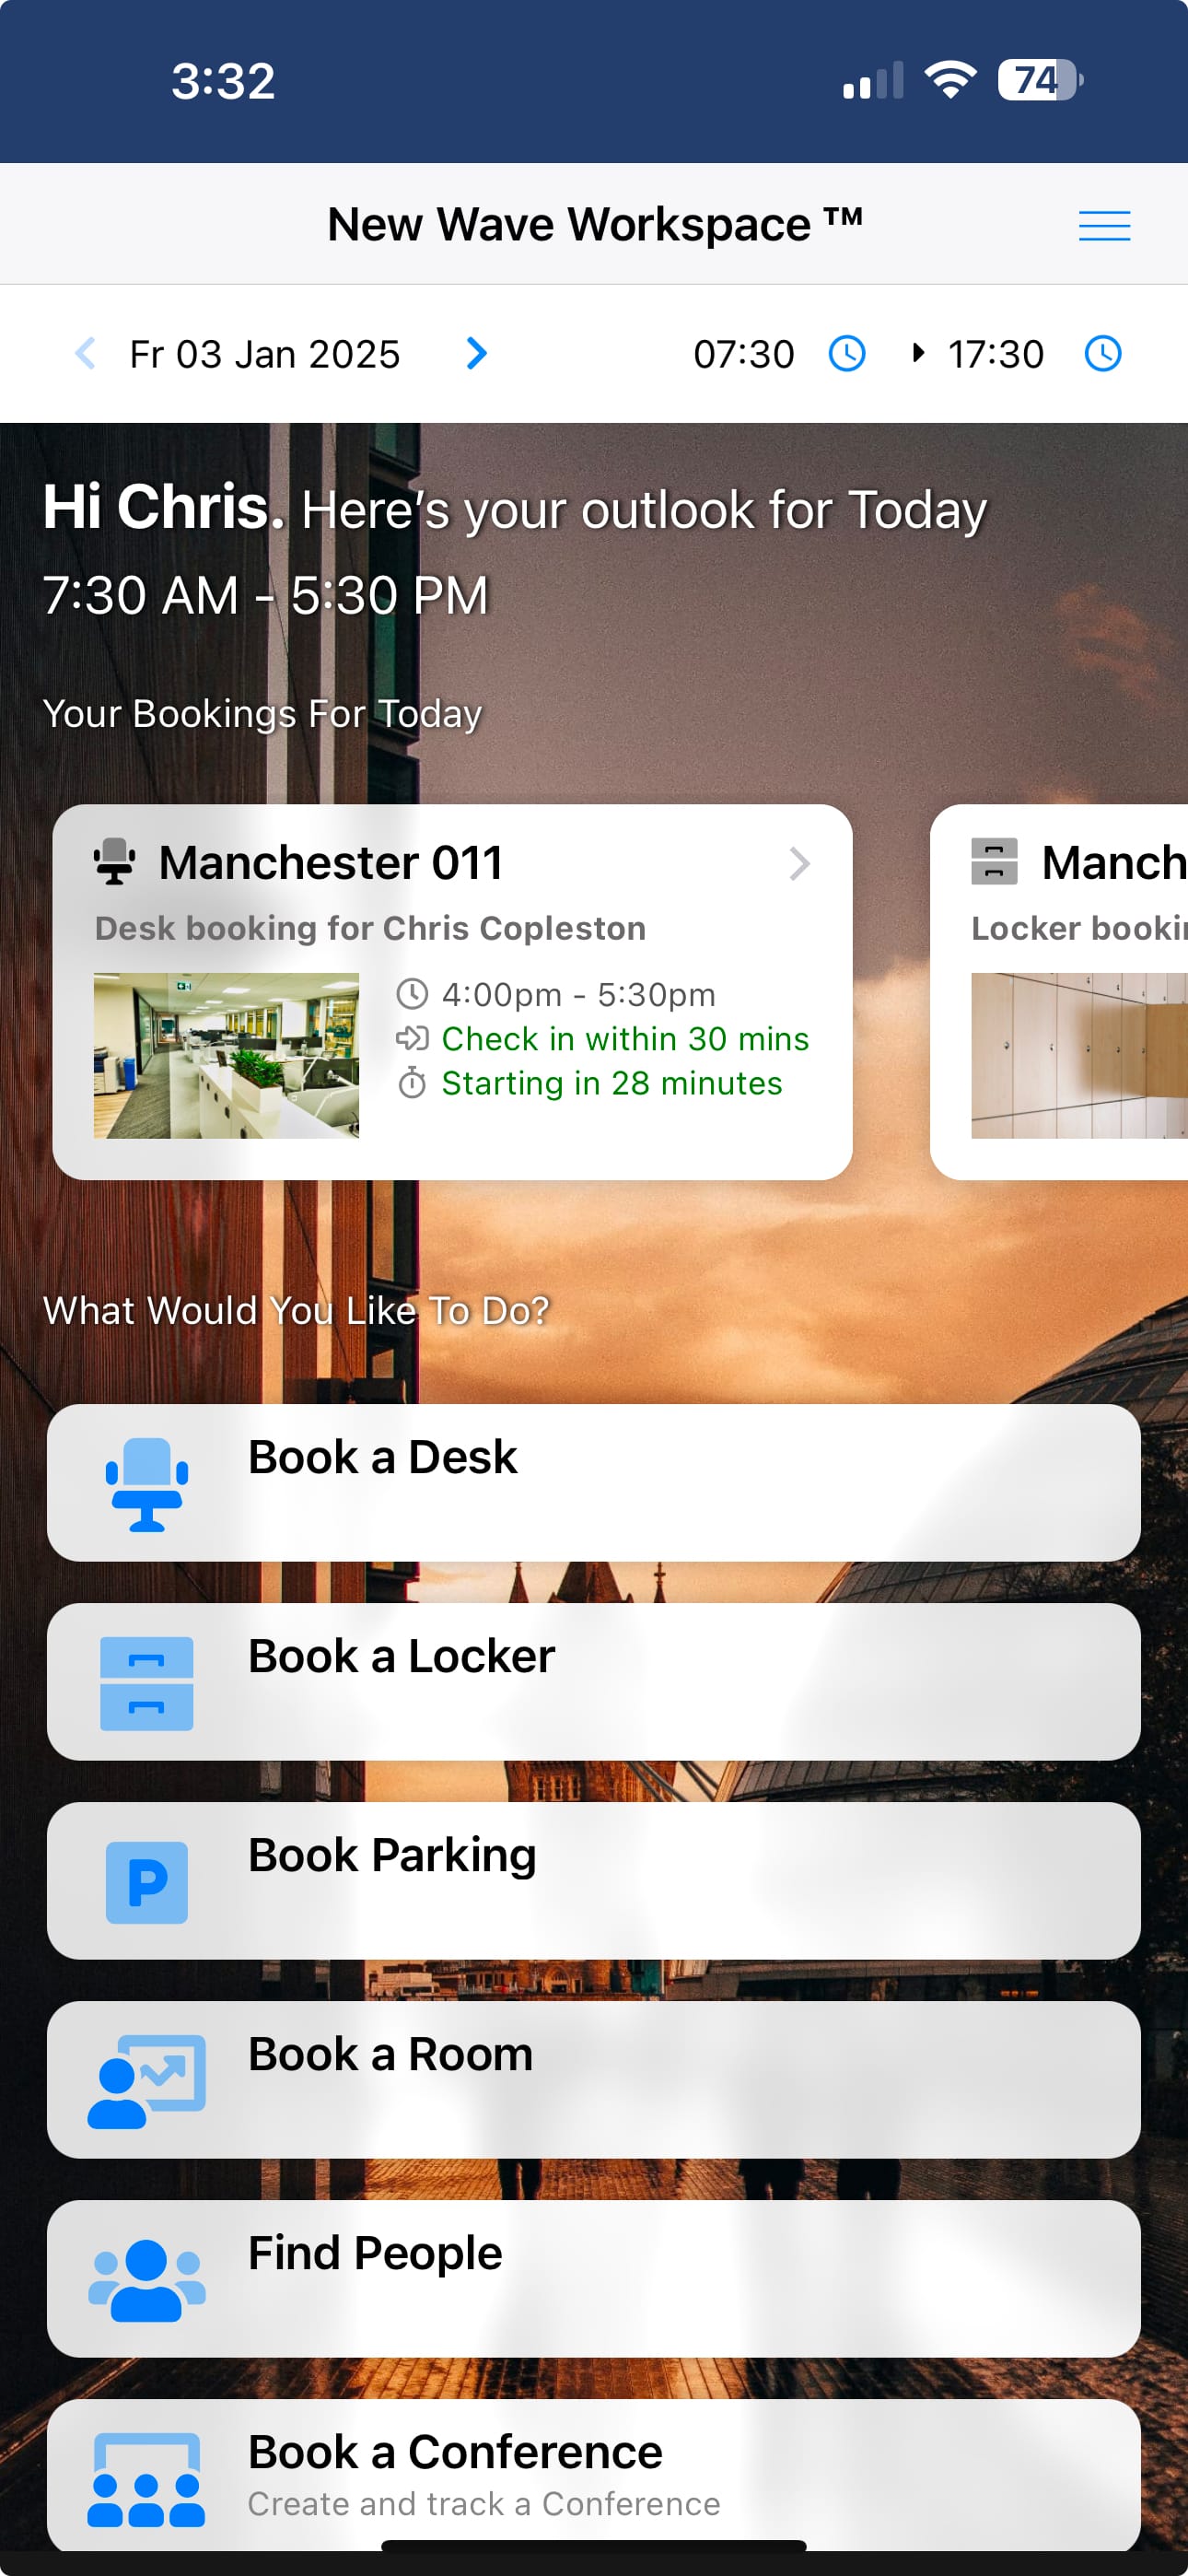 3:32
74
New Wave Workspace ™
Fr 03 Jan 2025
07:30
17:30
Hi Chris. Here's your outlook for Today
7:30 AM - 5:30 PM
Your Bookings For Today
Manchester 011
Desk booking for Chris Copleston
4:00pm - 5:30pm
Check in within 30 mins
Starting in 28 minutes
Manch
Locker booki
What Would You Like To Do?
Book a Desk
Book a Locker
P
Book Parking
Book a Room
Find People
Book a Conference
Create and track a Conference